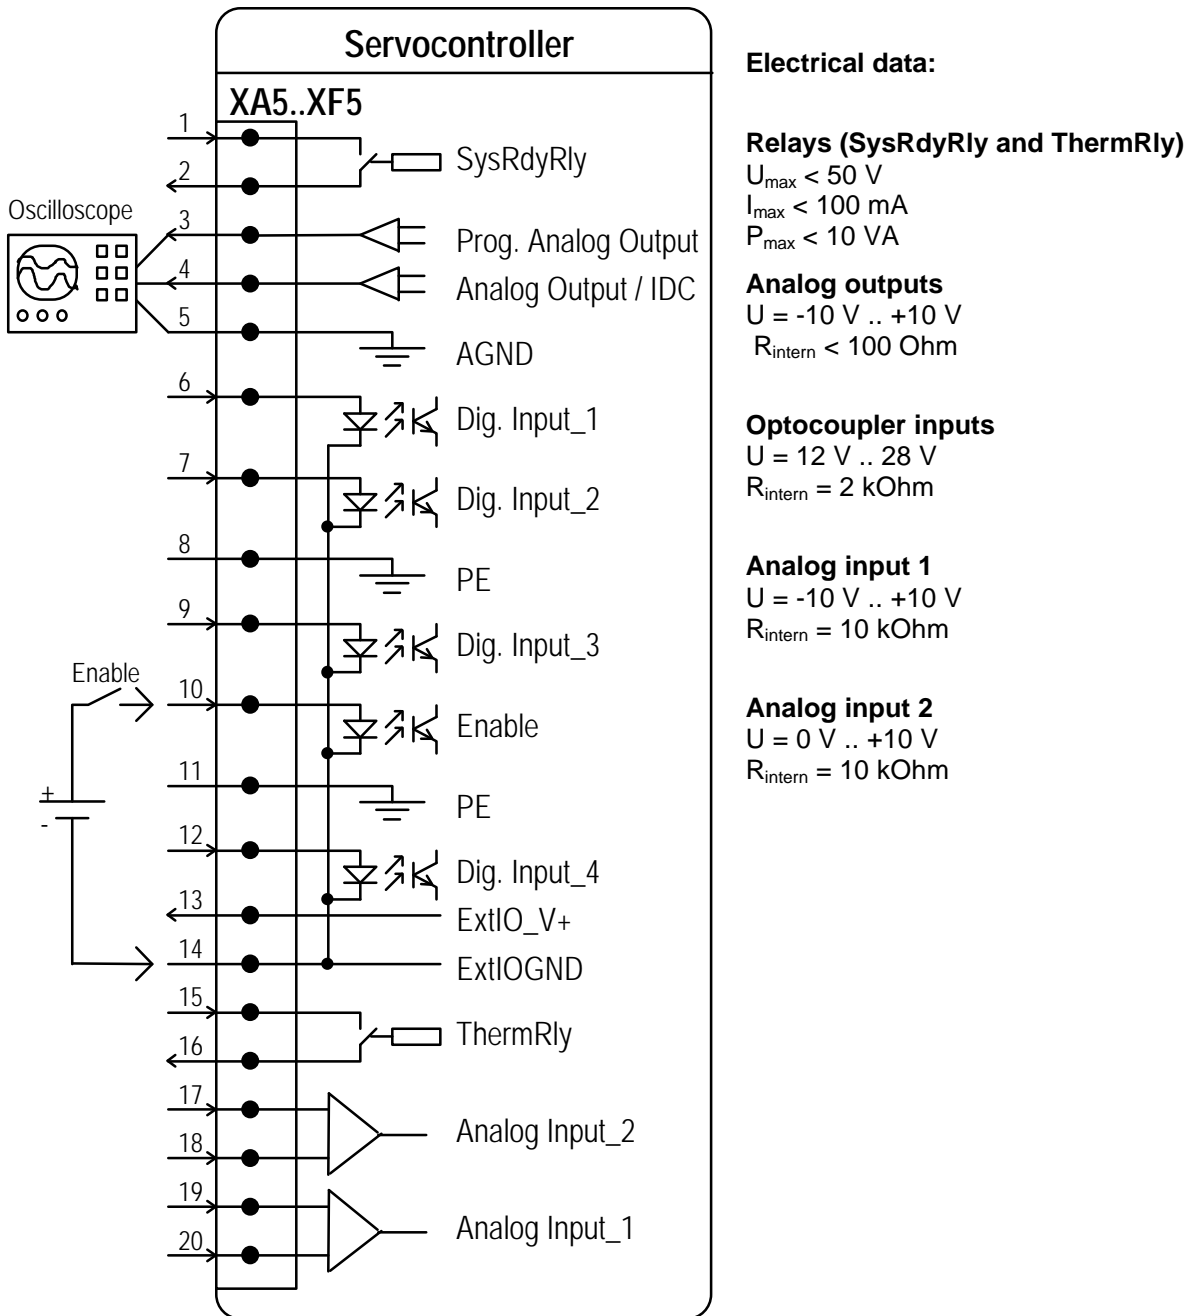 Servocontroller
XA5..XF5
1
SysRdyRly
2
Oscilloscope
3
Prog. Analog Output
4
Analog Output / IDC
5
AGND
6
Dig. Input_1
7
Dig. Input_2
8
PE
9
Dig. Input_3
Enable
10
Enable
11
PE
+
-
12
Dig. Input_4
13
ExtIO_V+
14
ExtIOGND
15
ThermRly
16
17
Analog Input_2
18
19
Analog Input_1
20
Electrical data:
Relays (SysRdyRly and ThermRly)
Umax < 50 V
Imax < 100 mA
Pmax < 10 VA
Analog outputs
U = -10 V .. +10 V
Rintern < 100 Ohm
Optocoupler inputs
U = 12 V .. 28 V
Rintern = 2 kOhm
Analog input 1
U = -10 V .. +10 V
Rintern = 10 kOhm
Analog input 2
U = 0 V .. +10 V
Rintern = 10 kOhm